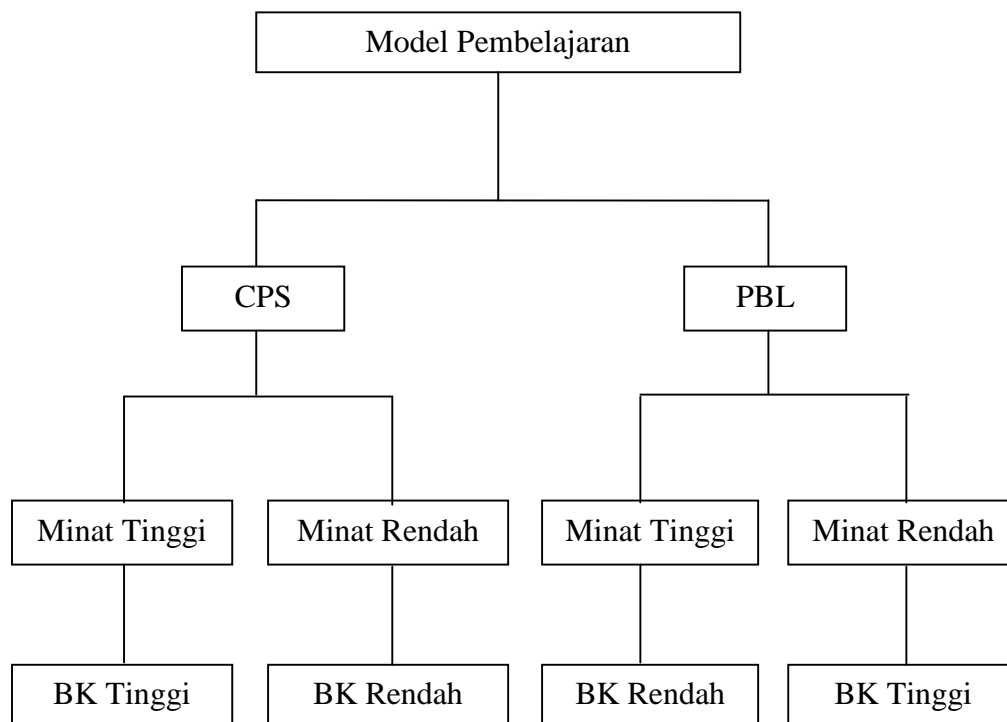 Model Pembelajaran
CPS
PBL
Minat Tinggi
Minat Rendah
Minat Tinggi
Minat Rendah
BK Tinggi
BK Rendah
BK Rendah
BK Tinggi